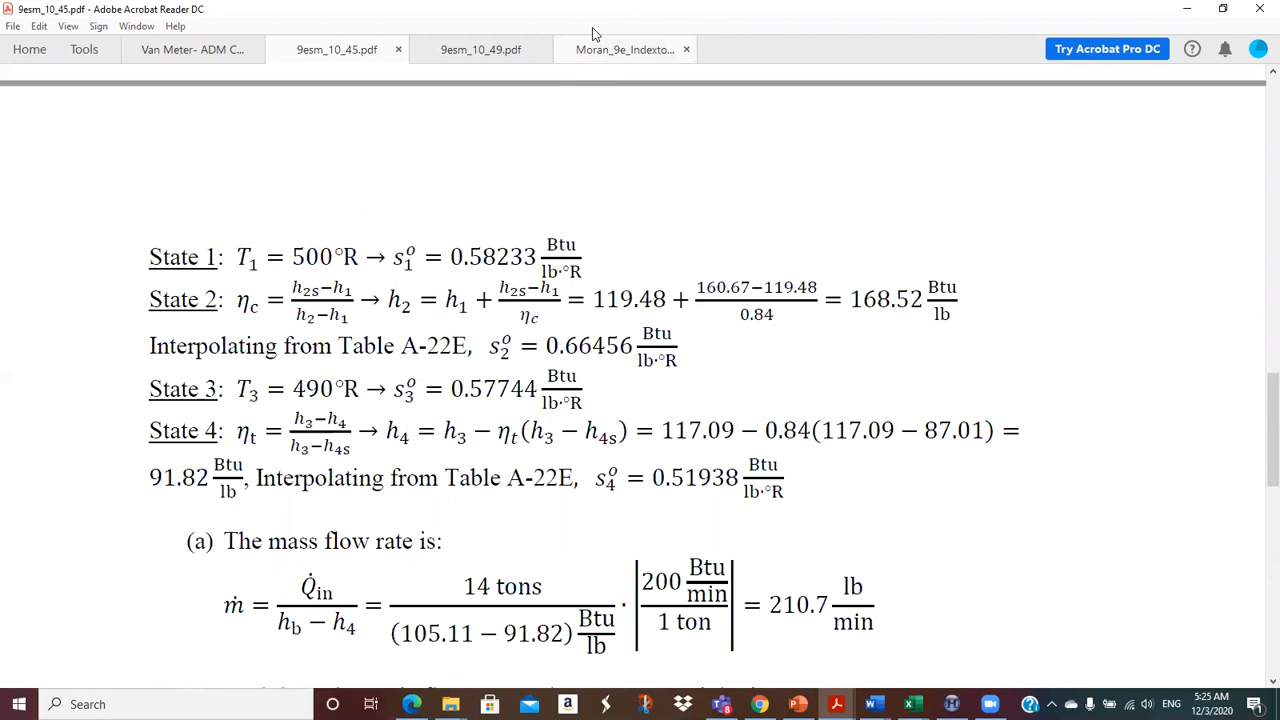 9esm_10_45.pdf - Adobe Acrobat Reader DC
File Edit View Sign Window Help
Home Tools Van Meter- ADM C... 9esm_10_45.pdf × 9esm_10_49.pdf Moran_9e_Indexto... × Try Acrobat Pro DC
State 1: T₁ = 500°R → s₁ᵒ = 0.58233 Btu/lb·°R
State 2: η_c = (h₂ₛ−h₁)/(h₂−h₁) → h₂ = h₁ + (h₂ₛ−h₁)/η_c = 119.48 + (160.67−119.48)/0.84 = 168.52 Btu/lb
Interpolating from Table A-22E, s₂ᵒ = 0.66456 Btu/lb·°R
State 3: T₃ = 490°R → s₃ᵒ = 0.57744 Btu/lb·°R
State 4: η_t = (h₃−h₄)/(h₃−h₄ₛ) → h₄ = h₃ − η_t(h₃ − h₄ₛ) = 117.09 − 0.84(117.09 − 87.01) =
91.82 Btu/lb, Interpolating from Table A-22E, s₄ᵒ = 0.51938 Btu/lb·°R
(a) The mass flow rate is:
ṁ = Q̇_in/(h_b − h₄) = 14 tons/((105.11 − 91.82) Btu/lb) · |200 Btu/min / 1 ton| = 210.7 lb/min
Search
ENG
5:25 AM
12/3/2020